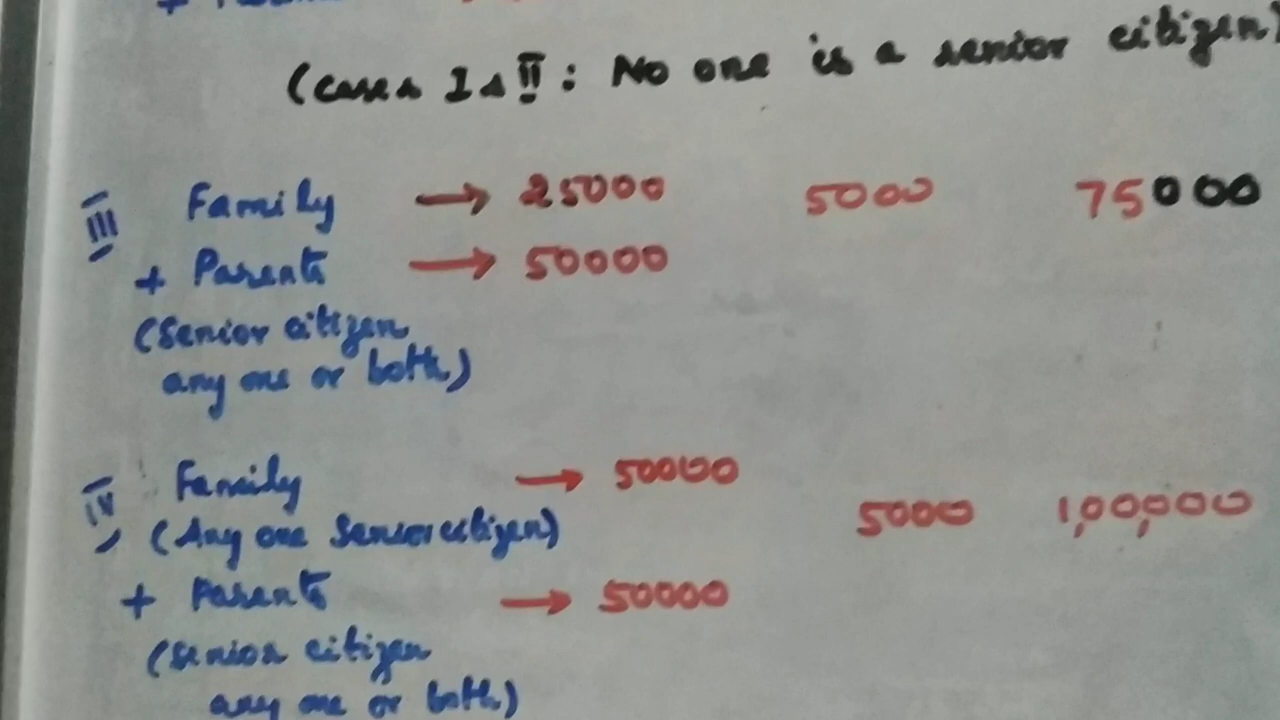 (cases I & II : No one is a senior citizen)
III) Family → 25000 5000 75000
+ Parents → 50000
(Senior citizen
any one or both)
IV) Family → 50000
(Any one Senior citizen) 5000 1,00,000
+ Parents → 50000
(Senior citizen
any one or both)